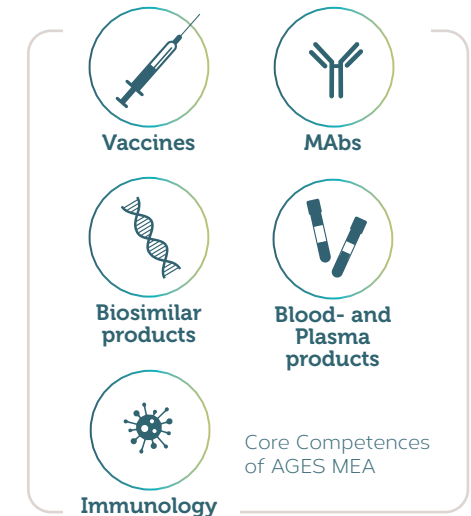 Vaccines
MAbs
Biosimilar
products
Blood- and
Plasma
products
Immunology
Core Competences
of AGES MEA